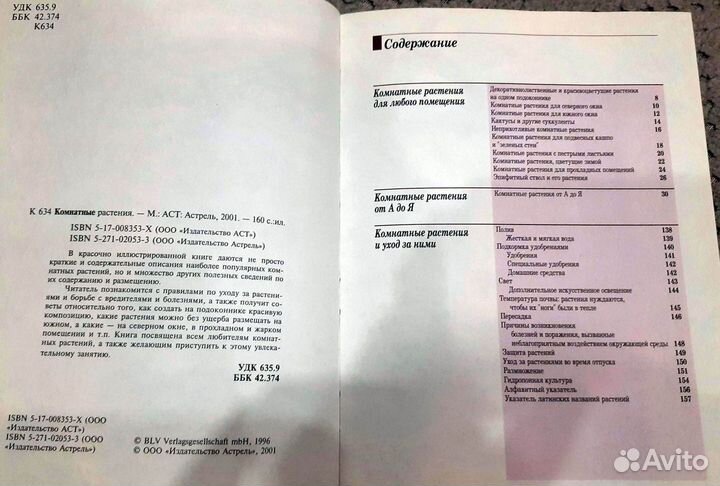 УДК 635.9
ББК 42.374
К634
К 634 Комнатные растения. — М.: АСТ: Астрель, 2001. — 160 с.:ил.
ISBN 5-17-008353-X (ООО «Издательство АСТ»)
ISBN 5-271-02053-3 (ООО «Издательство Астрель»)
В красочно иллюстрированной книге даются не просто
краткие и содержательные описания наиболее популярных ком-
натных растений, но и множество других полезных сведений по
их содержанию и размещению.
Читатель познакомится с правилами по уходу за растени-
ями и борьбе с вредителями и болезнями, а также получит со-
веты относительно того, как создать на подоконнике красивую
композицию, какие растения можно без ущерба размещать на
южном, а какие — на северном окне, в прохладном и жарком
помещении и т.п. Книга посвящена всем любителям комнат-
ных растений, а также желающим приступить к этому увлека-
тельному занятию.
УДК 635.9
ББК 42.374
ISBN 5-17-008353-X (ООО
«Издательство АСТ»)
ISBN 5-271-02053-3 (ООО
«Издательство Астрель»)
© BLV Verlagsgesellschaft mbH, 1996
© ООО «Издательство Астрель», 2001
Содержание
Комнатные растения
для любого помещения
Декоративнолиственные и красивоцветущие растения
на одном подоконнике 8
Комнатные растения для северного окна 10
Комнатные растения для южного окна 12
Кактусы и другие суккуленты 14
Неприхотливые комнатные растения 16
Комнатные растения для подвесных кашпо
и "зеленых стен" 18
Комнатные растения с пестрыми листьями 20
Комнатные растения, цветущие зимой 22
Комнатные растения для прохладных помещений 24
Эпифитный ствол и его растения 26
Комнатные растения
от А до Я
Комнатные растения от А до Я 30
Комнатные растения
и уход за ними
Полив 138
Жесткая и мягкая вода 139
Подкормка удобрениями 140
Удобрения 141
Специальные удобрения 142
Домашние средства 142
Свет 143
Дополнительное искусственное освещение 144
Температура почвы: растения нуждаются,
чтобы их "ноги" были в тепле 145
Пересадка 146
Причины возникновения
болезней и поражения, вызванные
неблагоприятным воздействием окружающей среды 148
Защита растений 149
Уход за растениями во время отпуска 150
Размножение 151
Гидропонная культура 154
Алфавитный указатель 156
Указатель латинских названий растений 157
Avito